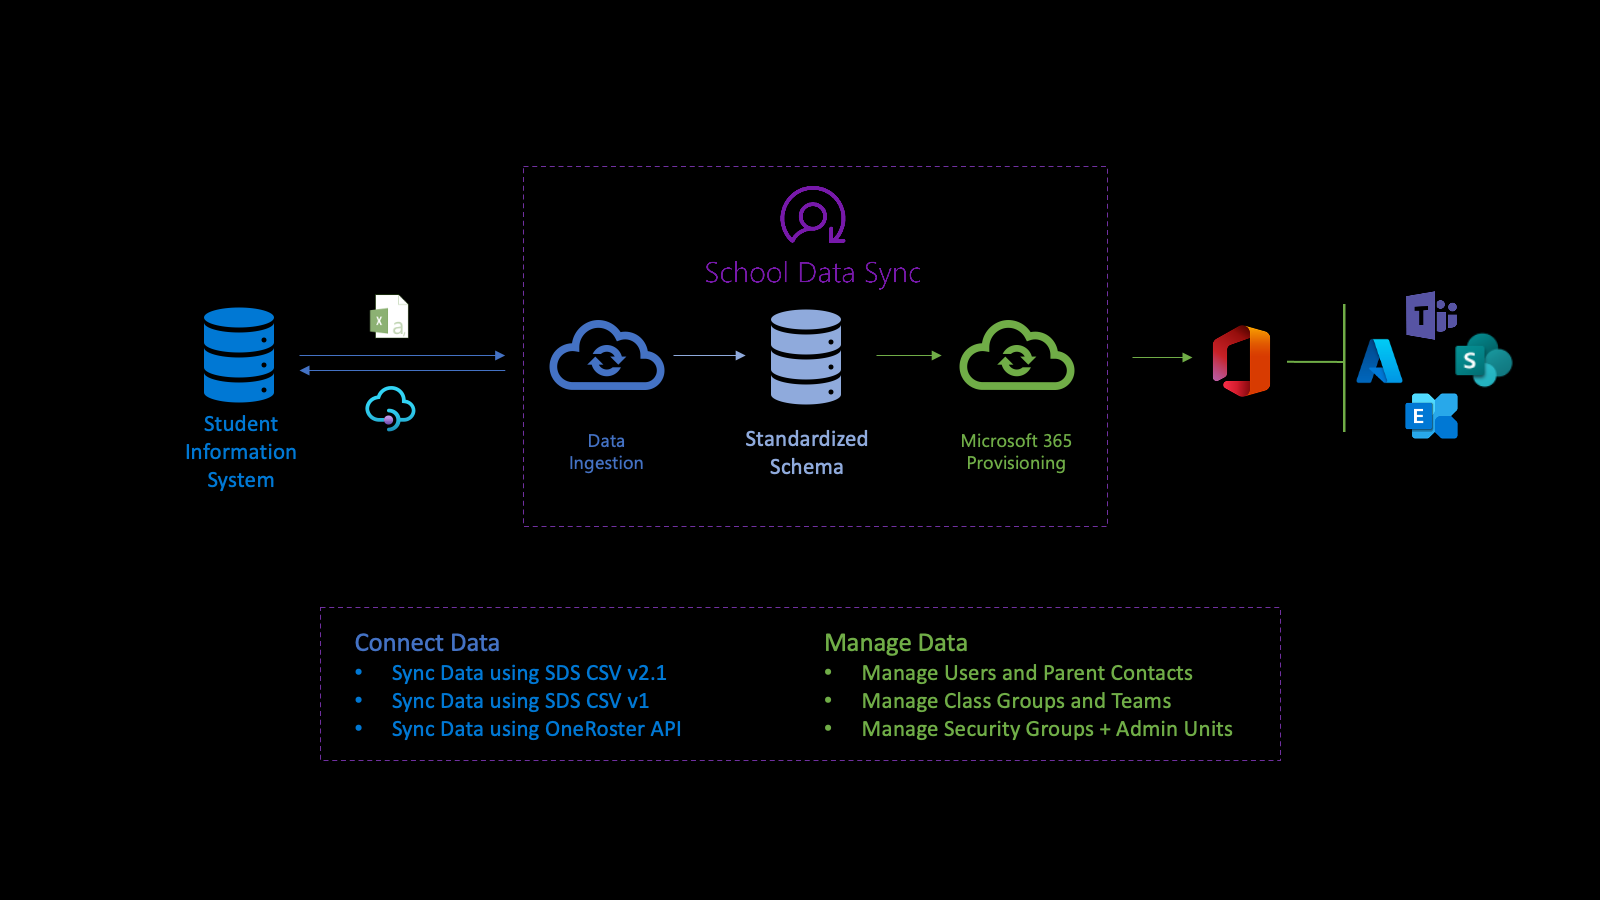 School Data Sync
X
a,
Student
Information
System
Data
Ingestion
Standardized
Schema
Microsoft 365
Provisioning
T
S
E
Connect Data
• Sync Data using SDS CSV v2.1
• Sync Data using SDS CSV v1
• Sync Data using OneRoster API
Manage Data
• Manage Users and Parent Contacts
• Manage Class Groups and Teams
• Manage Security Groups + Admin Units